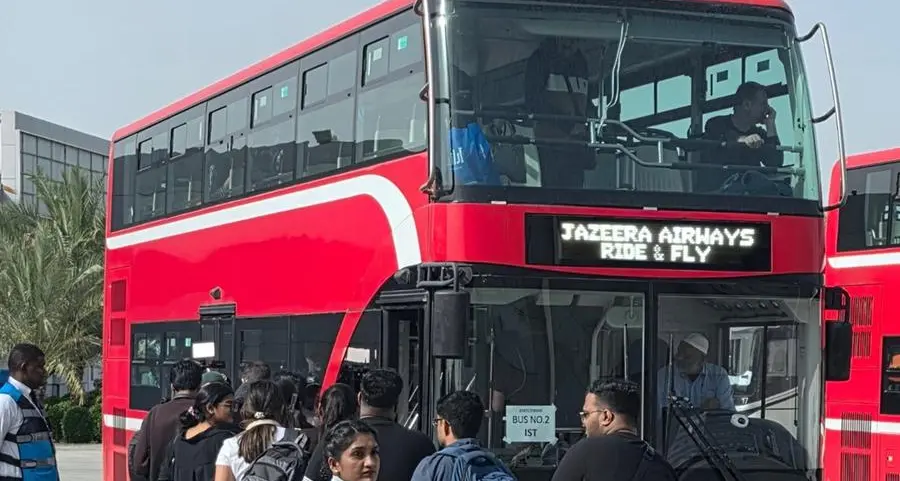 JAZEERA AIRWAYS
RIDE & FLY
BUS NO.2
IST